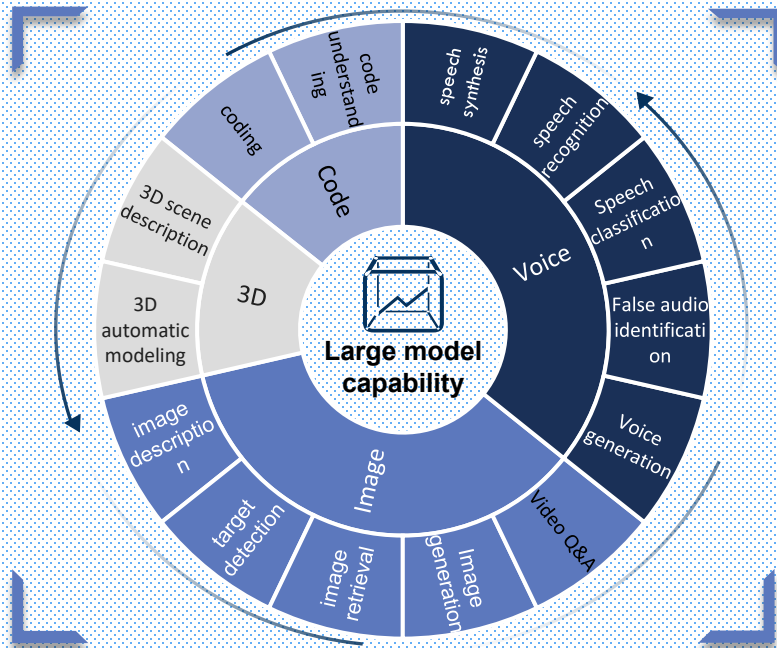 Large model
capability
Voice
speech
synthesis
speech
recognition
Speech
classificatio
n
False audio
identificati
on
Voice
generation
Image
Video Q&A
Image
generation
image
retrieval
target
detection
image
descriptio
n
3D
3D
automatic
modeling
3D scene
description
Code
coding
code
understand
ing